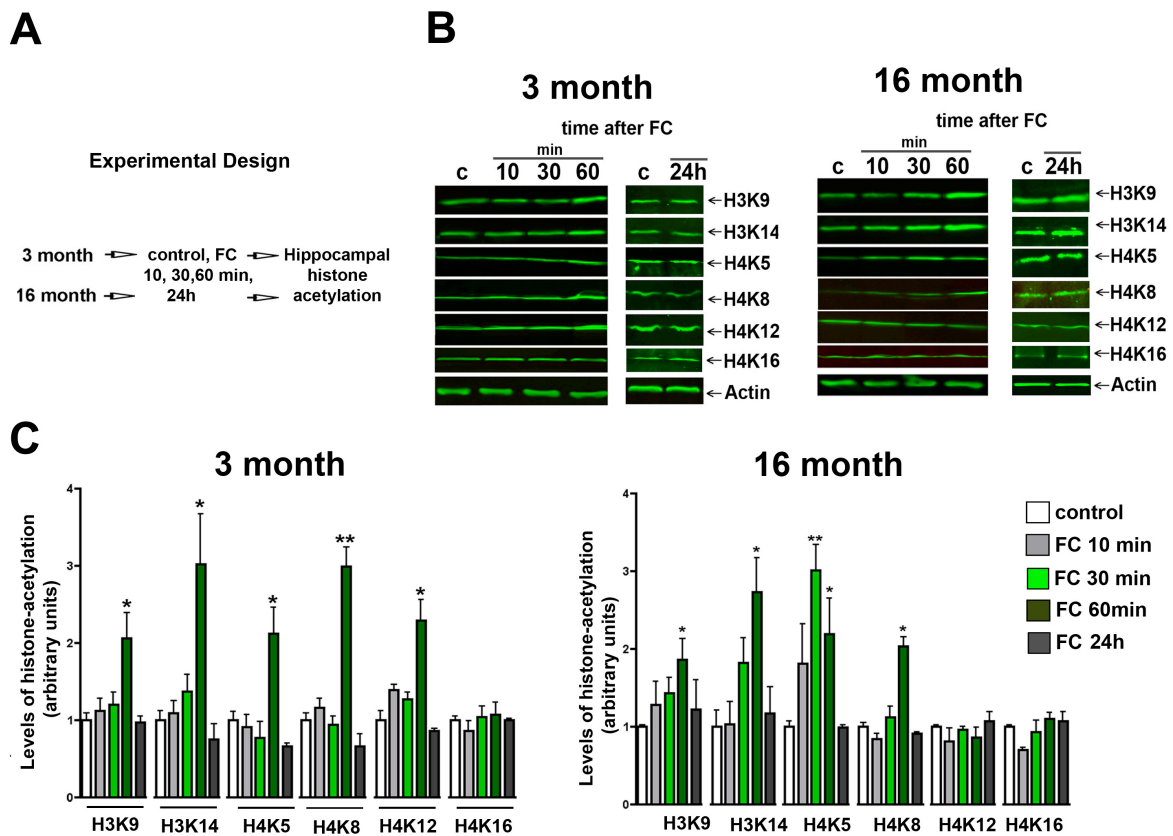 A
Experimental Design
3 month control, FC Hippocampal
10, 30,60 min, histone
16 month 24h acetylation
B
3 month
time after FC
min
c 10 30 60 c 24h
H3K9
H3K14
H4K5
H4K8
H4K12
H4K16
Actin
16 month
time after FC
min
c 10 30 60 c 24h
H3K9
H3K14
H4K5
H4K8
H4K12
H4K16
Actin
C
3 month
Levels of histone-acetylation
(arbitrary units)
4
3
2
1
0
* * * ** *
H3K9 H3K14 H4K5 H4K8 H4K12 H4K16
16 month
Levels of histone-acetylation
(arbitrary units)
4
3
2
1
0
* * ** * *
H3K9 H3K14 H4K5 H4K8 H4K12 H4K16
control
FC 10 min
FC 30 min
FC 60min
FC 24h